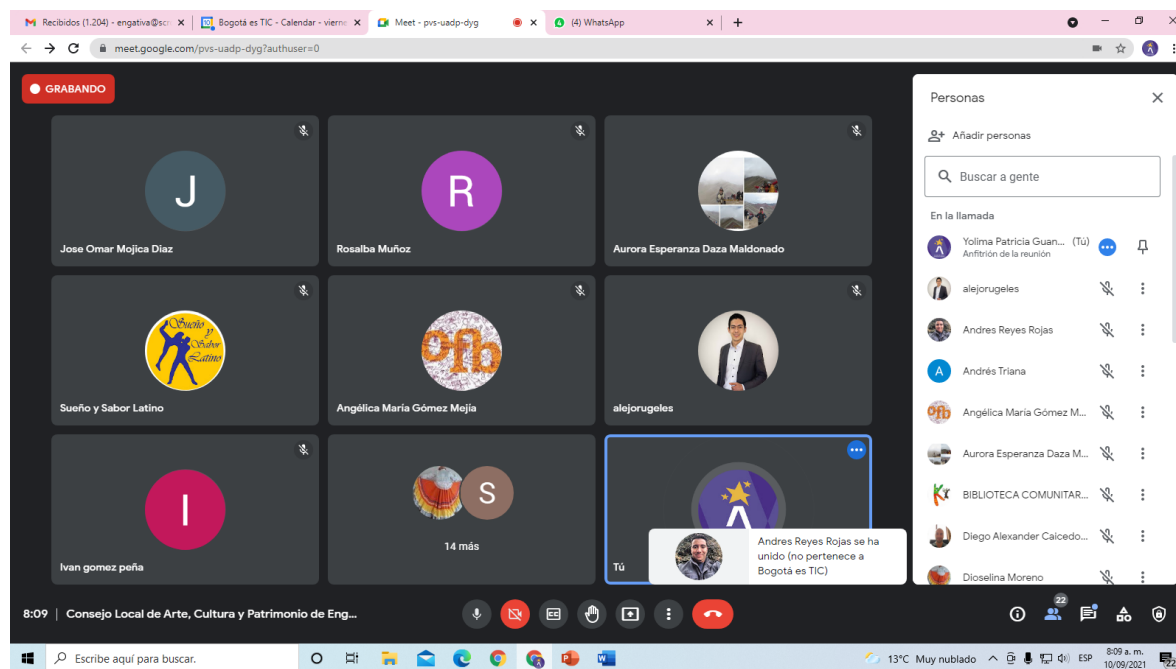 Recibidos (1.204) - engativa@scr
Bogotá es TIC - Calendar - vierne
Meet - pvs-uadp-dyg
(4) WhatsApp
meet.google.com/pvs-uadp-dyg?authuser=0
GRABANDO
J
Jose Omar Mojica Diaz
R
Rosalba Muñoz
Aurora Esperanza Daza Maldonado
Sueño y
Sabor
Latino
Sueño y Sabor Latino
ofb
Angélica María Gómez Mejía
alejorugeles
I
Ivan gomez peña
S
14 más
Tú
Andres Reyes Rojas se ha
unido (no pertenece a
Bogotá es TIC)
Personas
Añadir personas
Buscar a gente
En la llamada
Yolima Patricia Guan... (Tú)
Anfitrión de la reunión
alejorugeles
Andres Reyes Rojas
A
Andrés Triana
ofb
Angélica María Gómez M...
Aurora Esperanza Daza M...
BIBLIOTECA COMUNITAR...
Diego Alexander Caicedo...
Dioselina Moreno
8:09 | Consejo Local de Arte, Cultura y Patrimonio de Eng...
22
Escribe aquí para buscar.
13°C Muy nublado
ESP
8:09 a. m.
10/09/2021